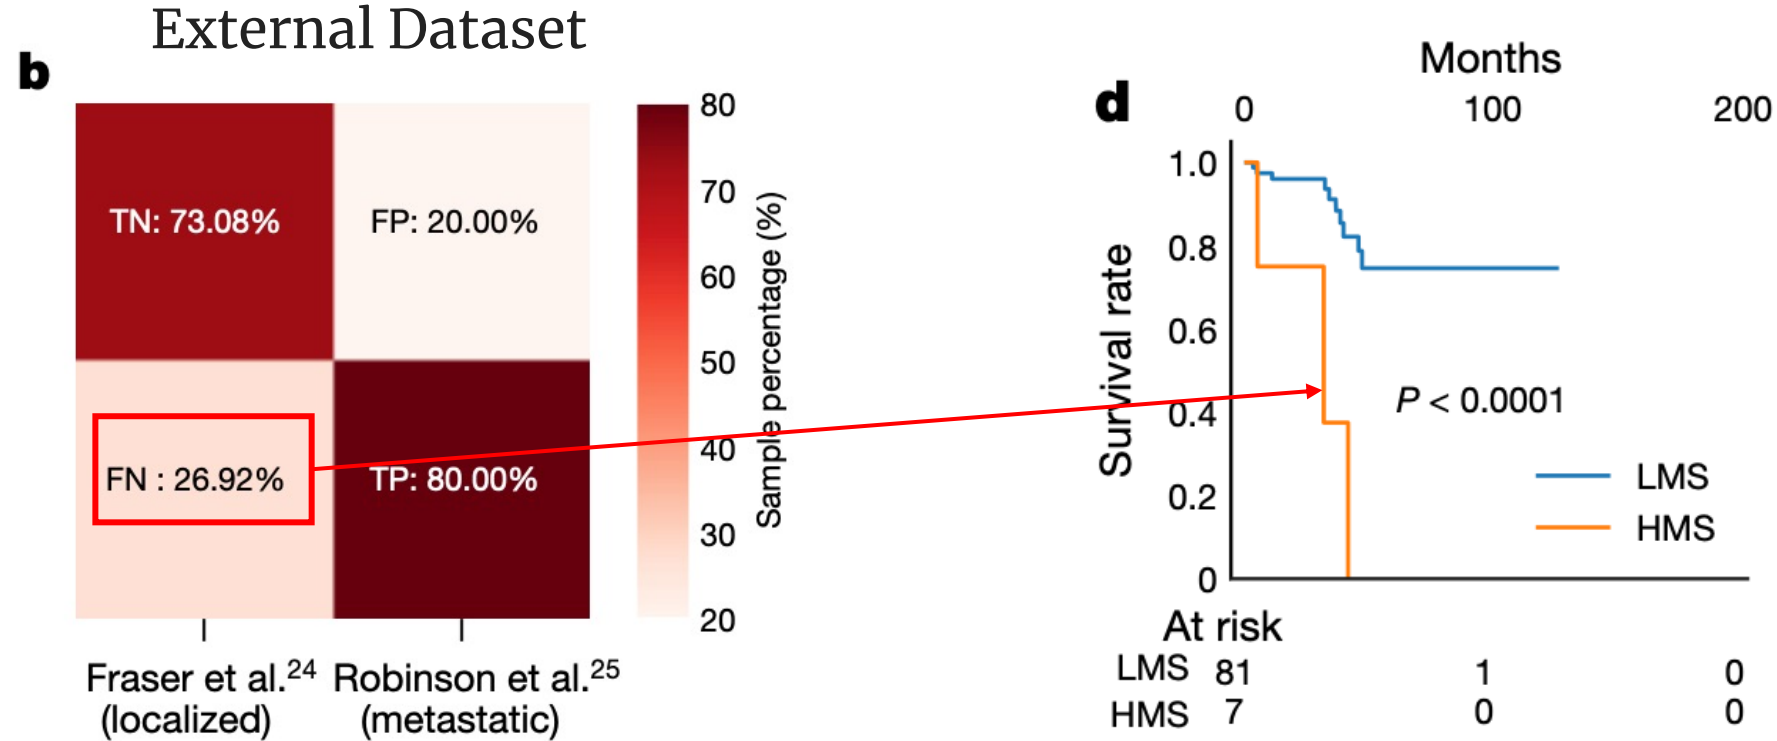 External Dataset
b
TN: 73.08%
FP: 20.00%
FN : 26.92%
TP: 80.00%
Fraser et al.24
(localized)
Robinson et al.25
(metastatic)
80
70
60
50
40
30
20
Sample percentage (%)
d
Months
0 100 200
Survival rate
1.0
0.8
0.6
0.4
0.2
0
P < 0.0001
LMS
HMS
At risk
LMS 81 1 0
HMS 7 0 0